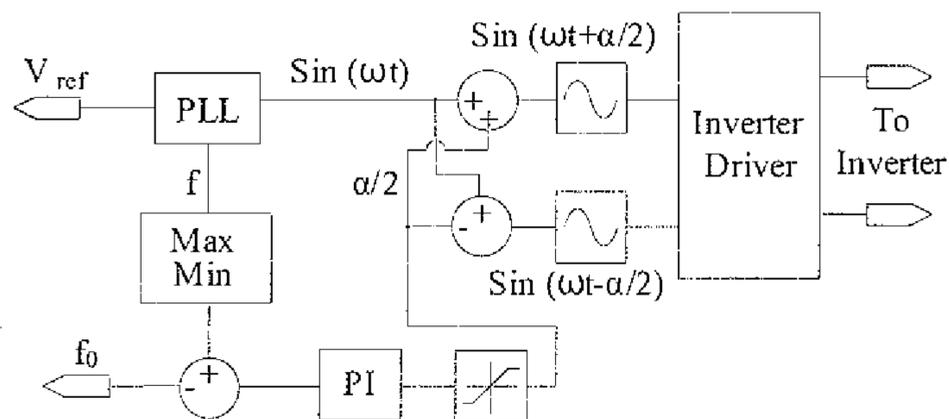 Sin (ωt+α/2)
V ref
Sin (ωt)
PLL
+
+
Inverter
Driver
To
Inverter
f
α/2
+
-
Max
Min
Sin (ωt-α/2)
f0
+
-
PI